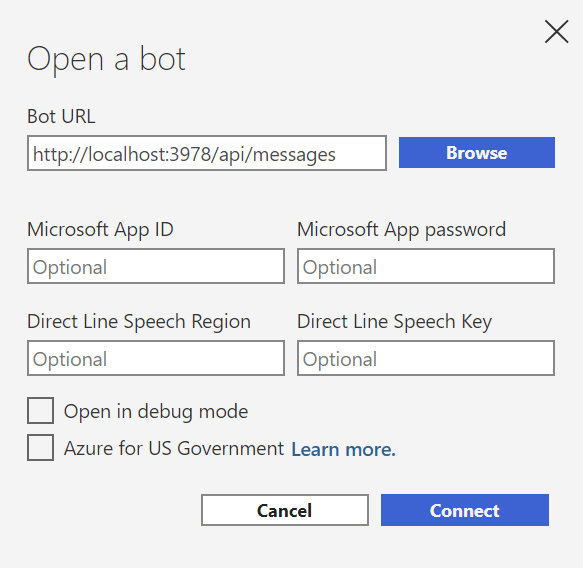 Open a bot
Bot URL
http://localhost:3978/api/messages
Browse
Microsoft App ID
Microsoft App password
Optional
Optional
Direct Line Speech Region
Direct Line Speech Key
Optional
Optional
Open in debug mode
Azure for US Government Learn more.
Cancel
Connect